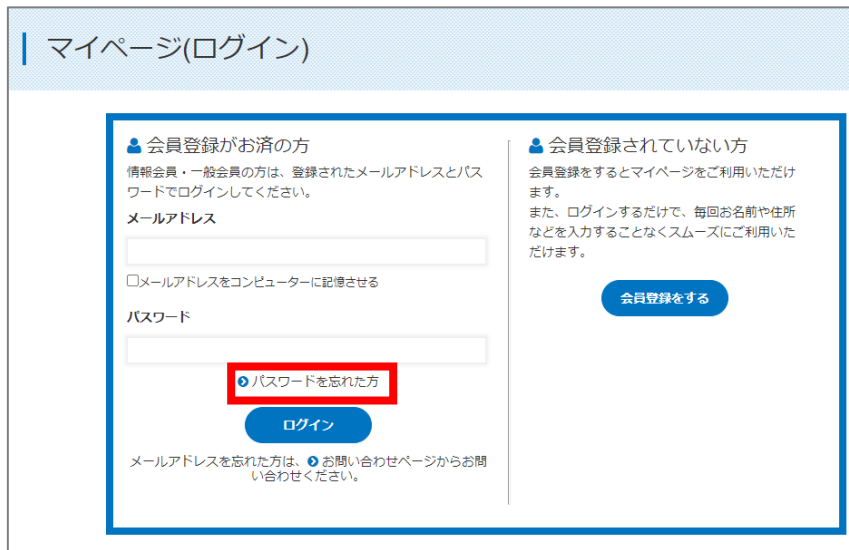 マイページ(ログイン)
会員登録がお済の方
情報会員・一般会員の方は、登録されたメールアドレスとパス
ワードでログインしてください。
メールアドレス
メールアドレスをコンピューターに記憶させる
パスワード
パスワードを忘れた方
ログイン
メールアドレスを忘れた方は、お問い合わせページからお問
い合わせください。
会員登録されていない方
会員登録をするとマイページをご利用いただけ
ます。
また、ログインするだけで、毎回お名前や住所
などを入力することなくスムーズにご利用いた
だけます。
会員登録をする